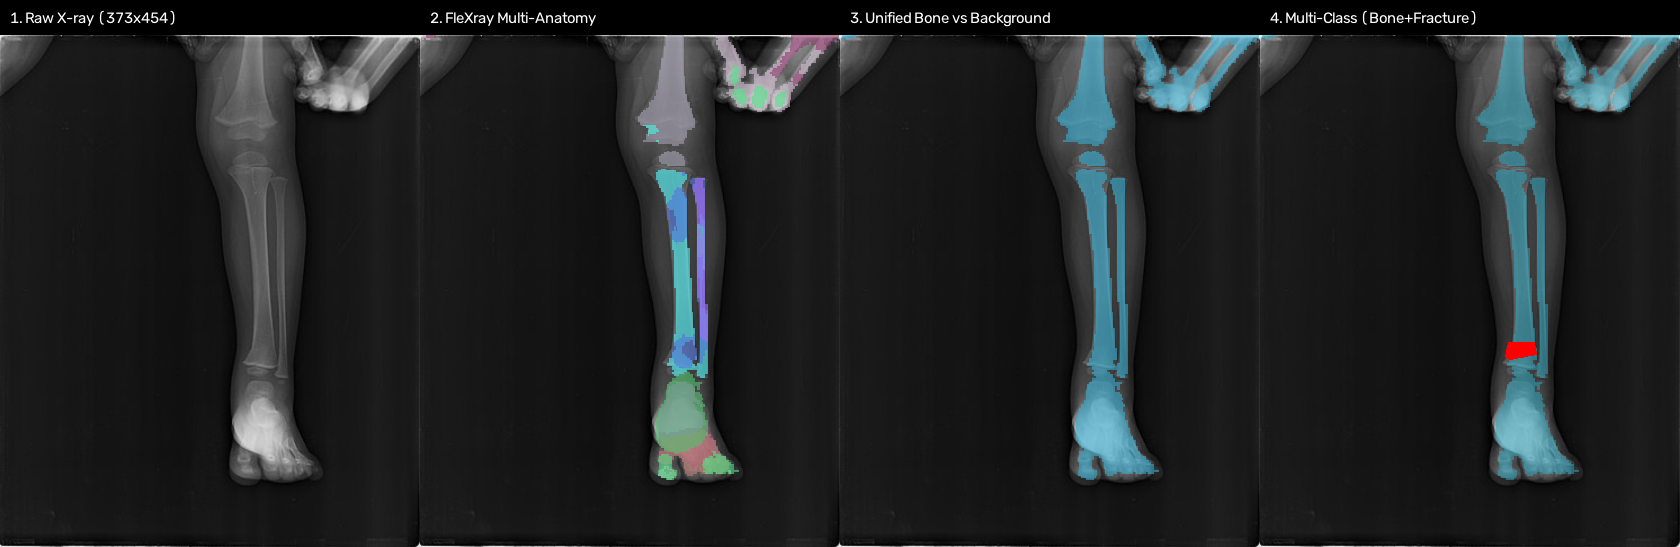 1. Raw X-ray (373x454)
2. FleXray Multi-Anatomy
3. Unified Bone vs Background
4. Multi-Class (Bone+Fracture)